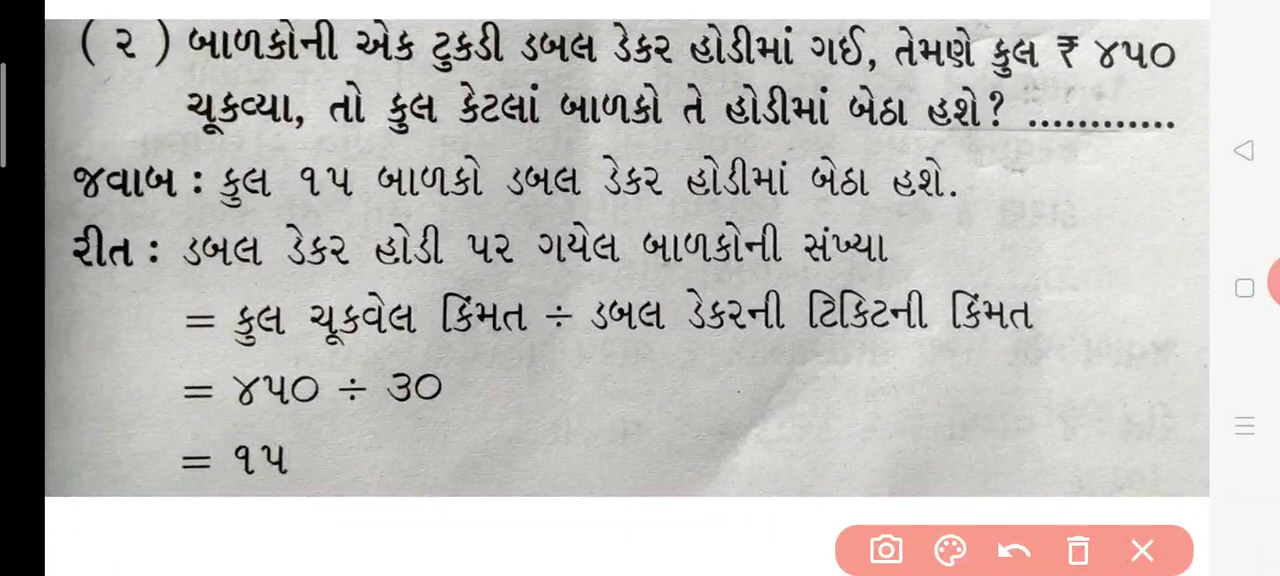 ( ૨ ) બાળકોની એક ટુકડી ડબલ ડેકર હોડીમાં ગઈ, તેમણે કુલ ₹ ૪૫૦
ચૂકવ્યા, તો કુલ કેટલાં બાળકો તે હોડીમાં બેઠા હશે? ............
જવાબ : કુલ ૧૫ બાળકો ડબલ ડેકર હોડીમાં બેઠા હશે.
રીત : ડબલ ડેકર હોડી પર ગયેલ બાળકોની સંખ્યા
= કુલ ચૂકવેલ કિંમત ÷ ડબલ ડેકરની ટિકિટની કિંમત
= ૪૫૦ ÷ ૩૦
= ૧૫